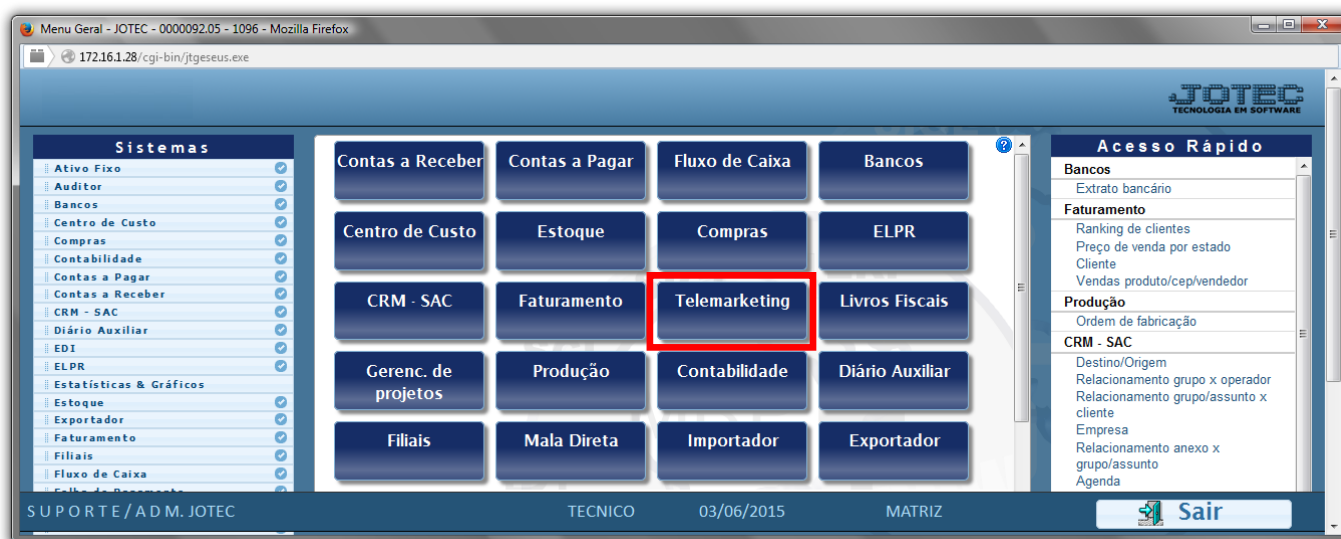 Menu Geral - JOTEC - 0000092.05 - 1096 - Mozilla Firefox
172.16.1.28/cgi-bin/jtgeseus.exe
JOTEC
TECNOLOGIA EM SOFTWARE
Sistemas
Ativo Fixo
Auditor
Bancos
Centro de Custo
Compras
Contabilidade
Contas a Pagar
Contas a Receber
CRM - SAC
Diário Auxiliar
EDI
ELPR
Estatísticas & Gráficos
Estoque
Exportador
Faturamento
Filiais
Fluxo de Caixa
Contas a Receber
Contas a Pagar
Fluxo de Caixa
Bancos
Centro de Custo
Estoque
Compras
ELPR
CRM - SAC
Faturamento
Telemarketing
Livros Fiscais
Gerenc. de
projetos
Produção
Contabilidade
Diário Auxiliar
Filiais
Mala Direta
Importador
Exportador
Acesso Rápido
Bancos
Extrato bancário
Faturamento
Ranking de clientes
Preço de venda por estado
Cliente
Vendas produto/cep/vendedor
Produção
Ordem de fabricação
CRM - SAC
Destino/Origem
Relacionamento grupo x operador
Relacionamento grupo/assunto x
cliente
Empresa
Relacionamento anexo x
grupo/assunto
Agenda
SUPORTE/ADM. JOTEC
TECNICO
03/06/2015
MATRIZ
Sair